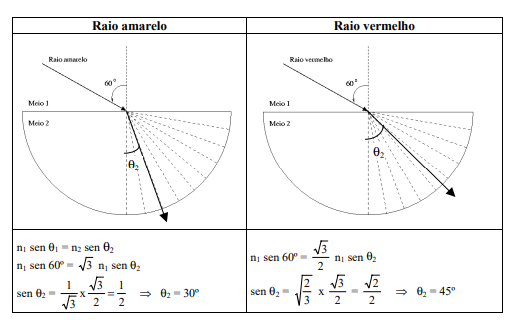 Raio amarelo
Raio amarelo
60°
Meio 1
Meio 2
θ₂
n₁ sen θ₁ = n₂ sen θ₂
n₁ sen 60º = √3 n₁ sen θ₂
sen θ₂ = 1/√3 x √3/2 = 1/2 ⇒ θ₂ = 30º
Raio vermelho
Raio vermelho
60°
Meio 1
Meio 2
θ₂
n₁ sen 60º = √3/2 n₁ sen θ₂
sen θ₂ = √(2/3) x √3/2 = √2/2 ⇒ θ₂ = 45º